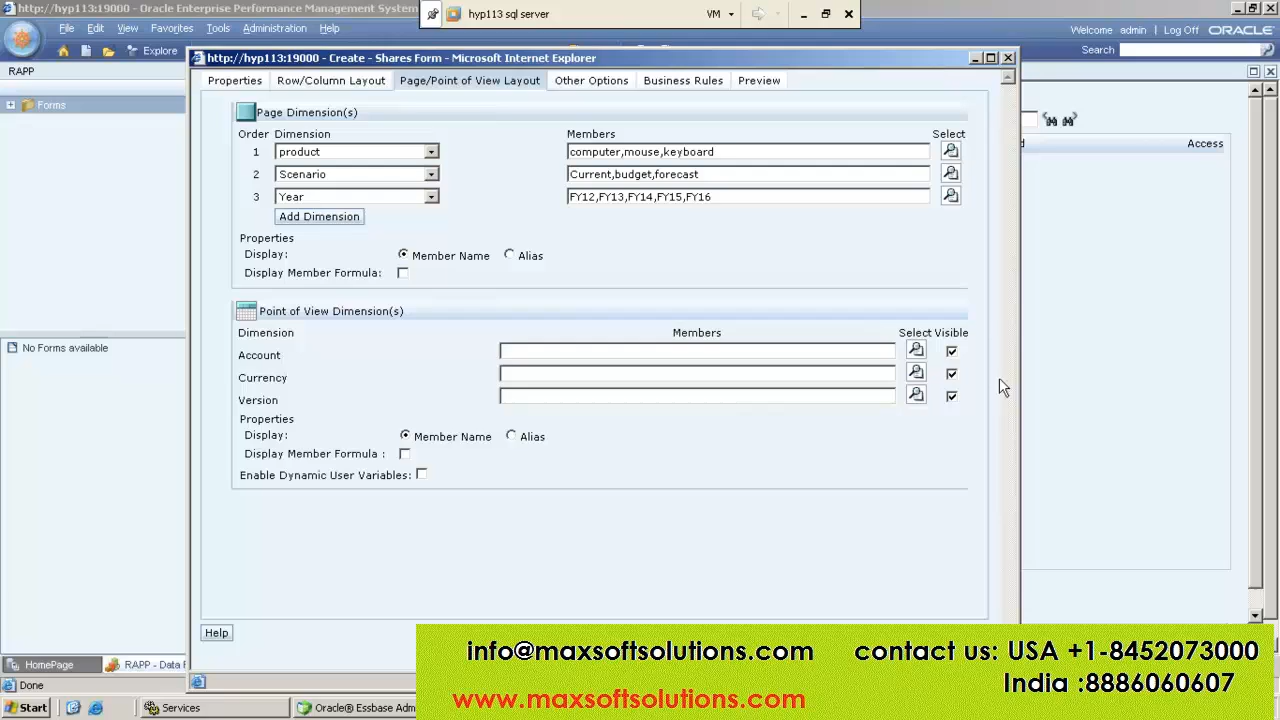 http://hyp113:19000 - Oracle Enterprise Performance Management System
hyp113 sql server
VM
File Edit View Favorites Tools Administration Help
Welcome admin Log Off ORACLE
Explore
Search
RAPP
http://hyp113:19000 - Create - Shares Form - Microsoft Internet Explorer
Properties Row/Column Layout Page/Point of View Layout Other Options Business Rules Preview
Forms
Page Dimension(s)
Order Dimension Members Select
Access
1 product computer,mouse,keyboard
2 Scenario Current,budget,forecast
3 Year FY12,FY13,FY14,FY15,FY16
Add Dimension
Properties
Display: Member Name Alias
Display Member Formula:
Point of View Dimension(s)
Dimension Members Select Visible
No Forms available
Account
Currency
Version
Properties
Display: Member Name Alias
Display Member Formula :
Enable Dynamic User Variables:
Help
HomePage RAPP - Data F
Done
Start Services Oracle® Essbase Adm
info@maxsoftsolutions.com contact us: USA +1-8452073000
India :8886060607
www.maxsoftsolutions.com